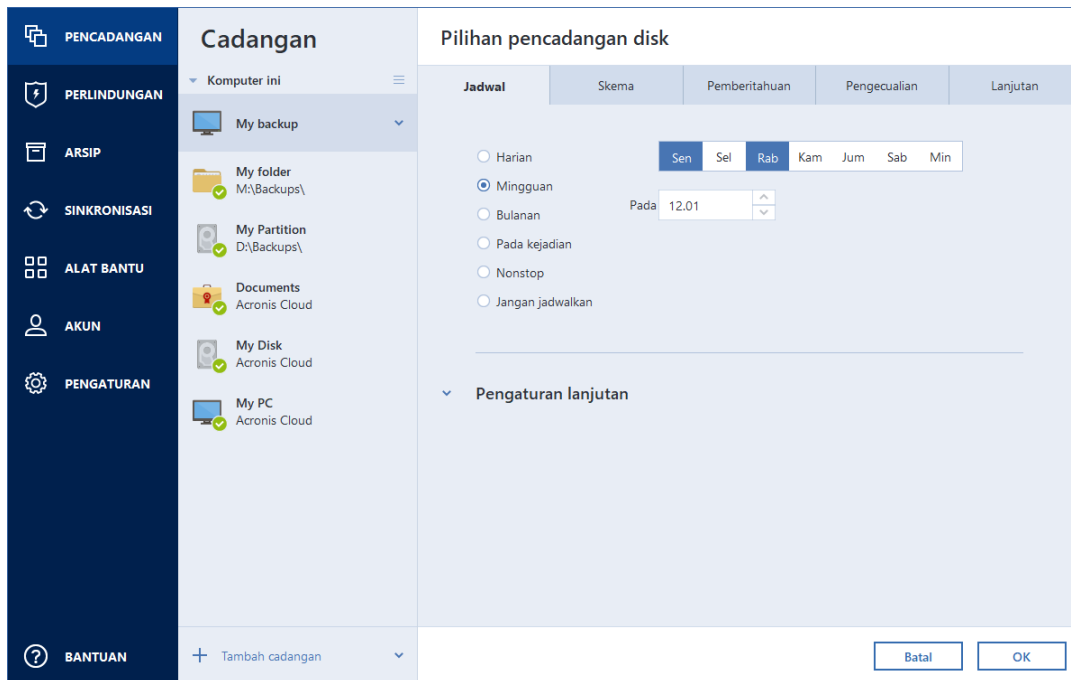 PENCADANGAN
PERLINDUNGAN
ARSIP
SINKRONISASI
ALAT BANTU
AKUN
PENGATURAN
BANTUAN
Cadangan
Komputer ini
My backup
My folder
M:\Backups\
My Partition
D:\Backups\
Documents
Acronis Cloud
My Disk
Acronis Cloud
My PC
Acronis Cloud
Tambah cadangan
Pilihan pencadangan disk
Jadwal Skema Pemberitahuan Pengecualian Lanjutan
Harian
Mingguan
Bulanan
Pada kejadian
Nonstop
Jangan jadwalkan
Sen Sel Rab Kam Jum Sab Min
Pada 12.01
Pengaturan lanjutan
Batal OK